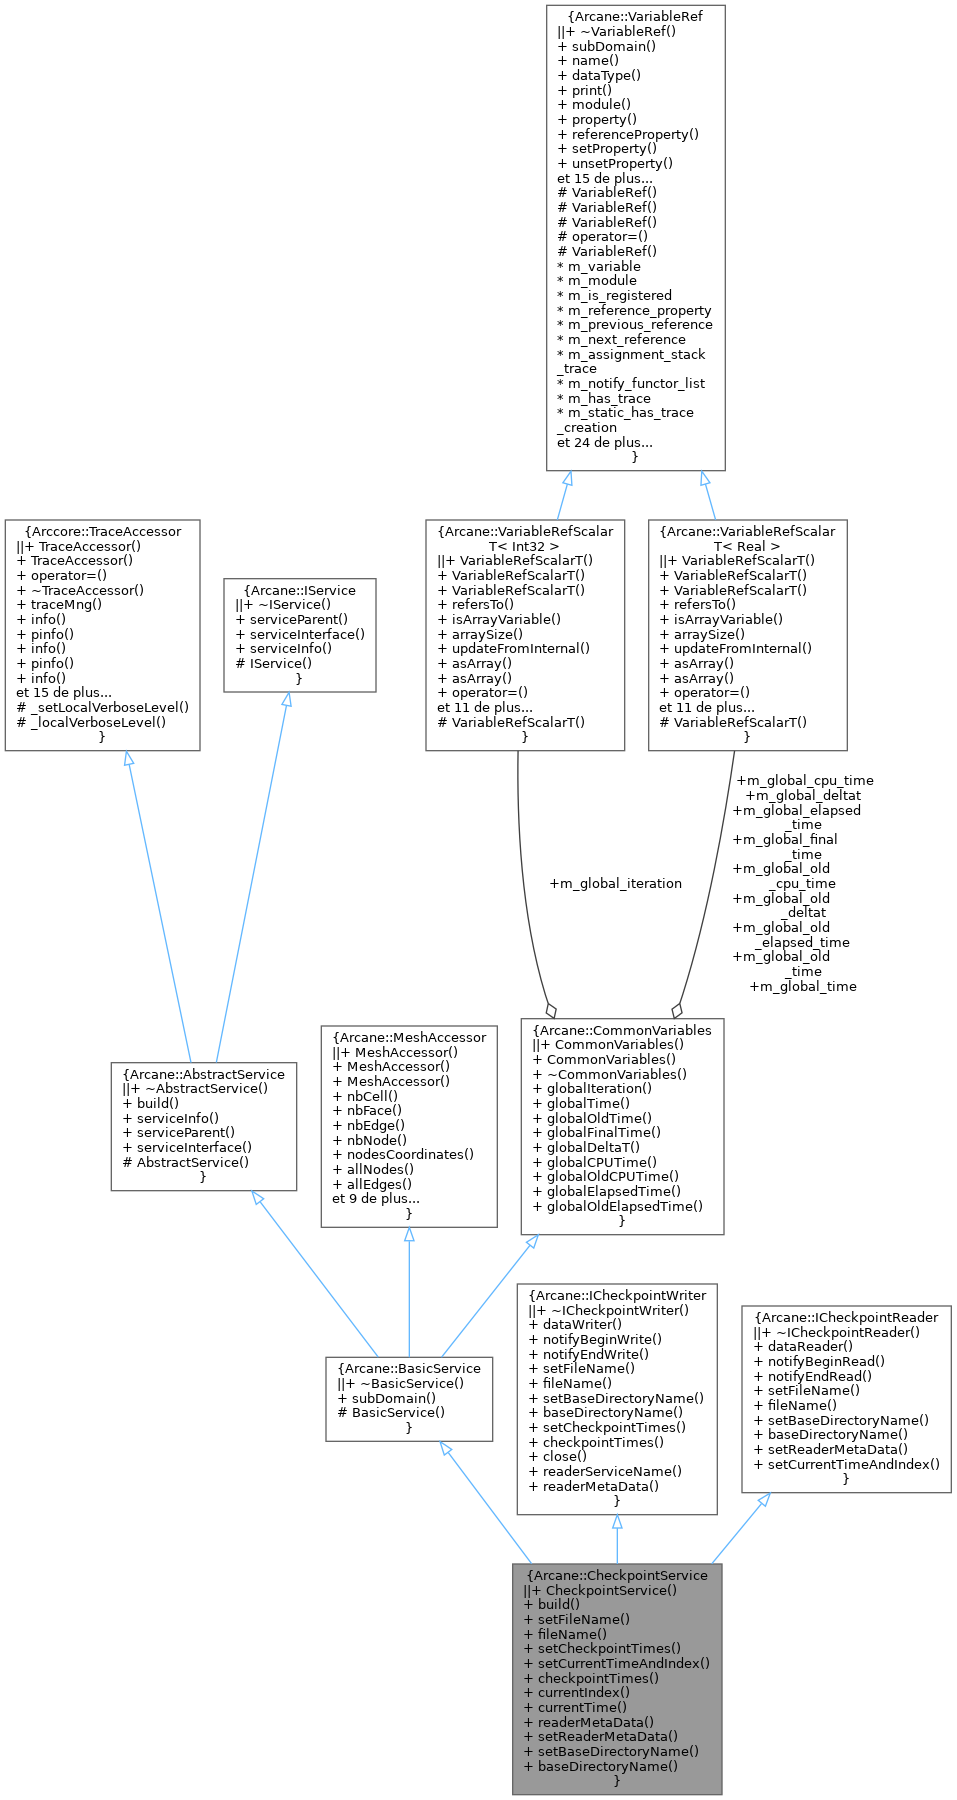 {Arcane::VariableRef
||+ ~VariableRef()
+ subDomain()
+ name()
+ dataType()
+ print()
+ module()
+ property()
+ referenceProperty()
+ setProperty()
+ unsetProperty()
et 15 de plus...
# VariableRef()
# VariableRef()
# VariableRef()
# operator=()
# VariableRef()
* m_variable
* m_module
* m_is_registered
* m_reference_property
* m_previous_reference
* m_next_reference
* m_assignment_stack
_trace
* m_notify_functor_list
* m_has_trace
* m_static_has_trace
_creation
et 24 de plus...
}
{Arccore::TraceAccessor
||+ TraceAccessor()
+ TraceAccessor()
+ operator=()
+ ~TraceAccessor()
+ traceMng()
+ info()
+ pinfo()
+ info()
+ pinfo()
+ info()
et 15 de plus...
# _setLocalVerboseLevel()
# _localVerboseLevel()
}
{Arcane::IService
||+ ~IService()
+ serviceParent()
+ serviceInterface()
+ serviceInfo()
# IService()
}
{Arcane::VariableRefScalar
T< Int32 >
||+ VariableRefScalarT()
+ VariableRefScalarT()
+ VariableRefScalarT()
+ refersTo()
+ isArrayVariable()
+ arraySize()
+ updateFromInternal()
+ asArray()
+ asArray()
+ operator=()
et 11 de plus...
# VariableRefScalarT()
}
{Arcane::VariableRefScalar
T< Real >
||+ VariableRefScalarT()
+ VariableRefScalarT()
+ VariableRefScalarT()
+ refersTo()
+ isArrayVariable()
+ arraySize()
+ updateFromInternal()
+ asArray()
+ asArray()
+ operator=()
et 11 de plus...
# VariableRefScalarT()
}
+m_global_iteration
+m_global_cpu_time
+m_global_deltat
+m_global_elapsed
_time
+m_global_final
_time
+m_global_old
_cpu_time
+m_global_old
_deltat
+m_global_old
_elapsed_time
+m_global_old
_time
+m_global_time
{Arcane::AbstractService
||+ ~AbstractService()
+ build()
+ serviceInfo()
+ serviceParent()
+ serviceInterface()
# AbstractService()
}
{Arcane::MeshAccessor
||+ MeshAccessor()
+ MeshAccessor()
+ MeshAccessor()
+ nbCell()
+ nbFace()
+ nbEdge()
+ nbNode()
+ nodesCoordinates()
+ allNodes()
+ allEdges()
et 9 de plus...
}
{Arcane::CommonVariables
||+ CommonVariables()
+ CommonVariables()
+ ~CommonVariables()
+ globalIteration()
+ globalTime()
+ globalOldTime()
+ globalFinalTime()
+ globalDeltaT()
+ globalCPUTime()
+ globalOldCPUTime()
+ globalElapsedTime()
+ globalOldElapsedTime()
}
{Arcane::BasicService
||+ ~BasicService()
+ subDomain()
# BasicService()
}
{Arcane::ICheckpointWriter
||+ ~ICheckpointWriter()
+ dataWriter()
+ notifyBeginWrite()
+ notifyEndWrite()
+ setFileName()
+ fileName()
+ setBaseDirectoryName()
+ baseDirectoryName()
+ setCheckpointTimes()
+ checkpointTimes()
+ close()
+ readerServiceName()
+ readerMetaData()
}
{Arcane::ICheckpointReader
||+ ~ICheckpointReader()
+ dataReader()
+ notifyBeginRead()
+ notifyEndRead()
+ setFileName()
+ fileName()
+ setBaseDirectoryName()
+ baseDirectoryName()
+ setReaderMetaData()
+ setCurrentTimeAndIndex()
}
{Arcane::CheckpointService
||+ CheckpointService()
+ build()
+ setFileName()
+ fileName()
+ setCheckpointTimes()
+ setCurrentTimeAndIndex()
+ checkpointTimes()
+ currentIndex()
+ currentTime()
+ readerMetaData()
+ setReaderMetaData()
+ setBaseDirectoryName()
+ baseDirectoryName()
}